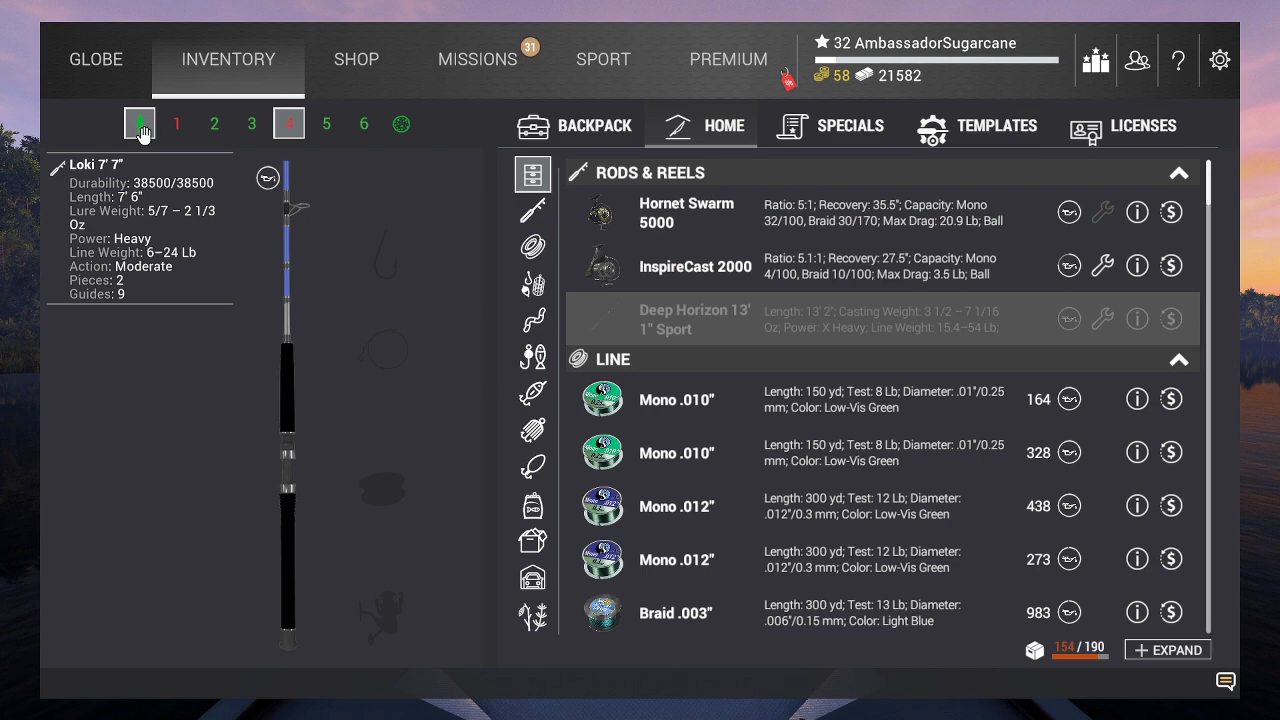 GLOBE
INVENTORY
SHOP
MISSIONS
31
SPORT
PREMIUM
32 AmbassadorSugarcane
58 21582
?
1 2 3 4 5 6
BACKPACK
HOME
SPECIALS
TEMPLATES
LICENSES
Loki 7' 7"
Durability: 38500/38500
Length: 7' 6"
Lure Weight: 5/7 – 2 1/3
Oz
Power: Heavy
Line Weight: 6–24 Lb
Action: Moderate
Pieces: 2
Guides: 9
RODS & REELS
Hornet Swarm
5000
Ratio: 5:1; Recovery: 35.5"; Capacity: Mono
32/100, Braid 30/170; Max Drag: 20.9 Lb; Ball
InspireCast 2000
Ratio: 5.1:1; Recovery: 27.5"; Capacity: Mono
4/100, Braid 10/100; Max Drag: 3.5 Lb; Ball
Deep Horizon 13'
1" Sport
Length: 13' 2"; Casting Weight: 3 1/2 – 7 1/16
Oz; Power: X Heavy; Line Weight: 15.4–54 Lb;
LINE
Mono .010"
Length: 150 yd; Test: 8 Lb; Diameter: .01"/0.25
mm; Color: Low-Vis Green
164
Mono .010"
Length: 150 yd; Test: 8 Lb; Diameter: .01"/0.25
mm; Color: Low-Vis Green
328
Mono .012"
Length: 300 yd; Test: 12 Lb; Diameter:
.012"/0.3 mm; Color: Low-Vis Green
438
Mono .012"
Length: 300 yd; Test: 12 Lb; Diameter:
.012"/0.3 mm; Color: Low-Vis Green
273
Braid .003"
Length: 300 yd; Test: 13 Lb; Diameter:
.006"/0.15 mm; Color: Light Blue
983
154 / 190
+ EXPAND